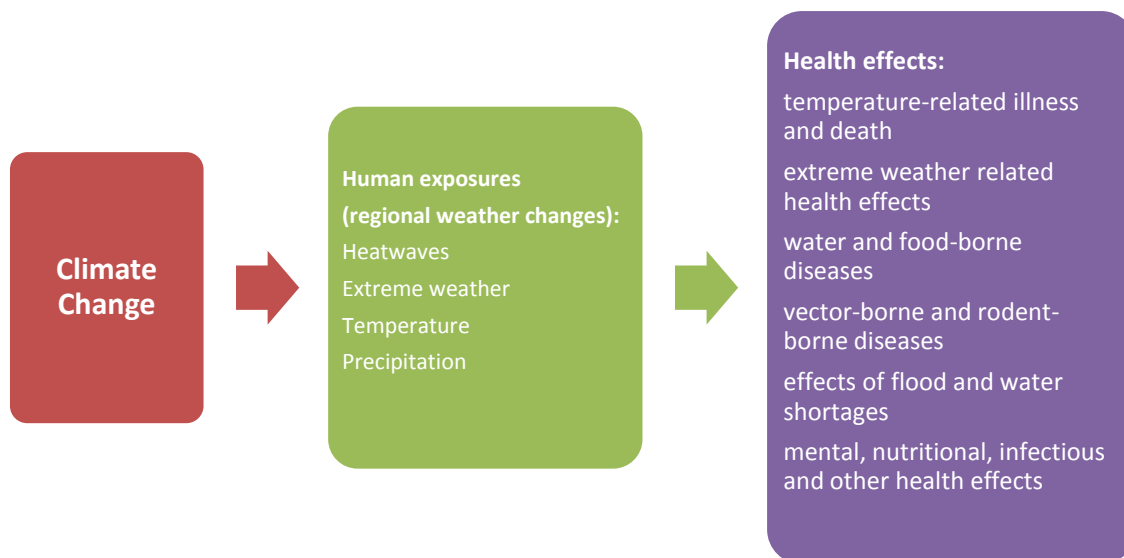 Climate
Change
Human exposures
(regional weather changes):
Heatwaves
Extreme weather
Temperature
Precipitation
Health effects:
temperature-related illness
and death
extreme weather related
health effects
water and food-borne
diseases
vector-borne and rodent-
borne diseases
effects of flood and water
shortages
mental, nutritional, infectious
and other health effects